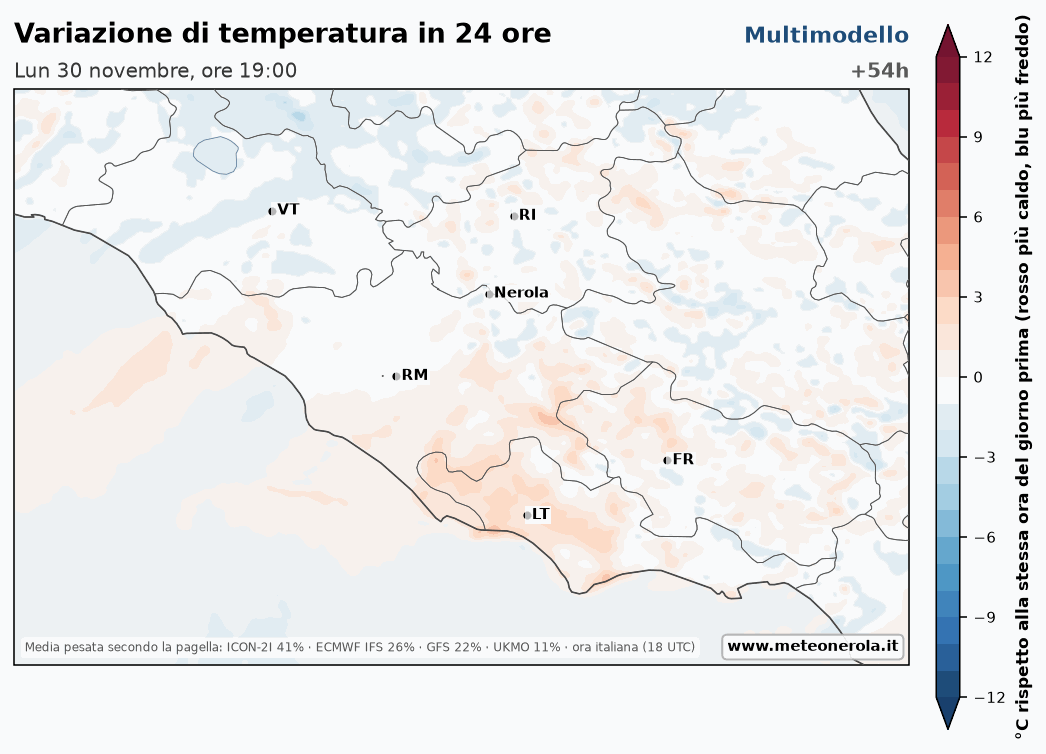 Variazione di temperatura in 24 ore
Multimodello
Lun 30 novembre, ore 19:00
+54h
VT
RI
Nerola
RM
FR
LT
Media pesata secondo la pagella: ICON-2I 41% · ECMWF IFS 26% · GFS 22% · UKMO 11% · ora italiana (18 UTC)
www.meteonerola.it
12
9
6
3
0
−3
−6
−9
−12
°C rispetto alla stessa ora del giorno prima (rosso più caldo, blu più freddo)